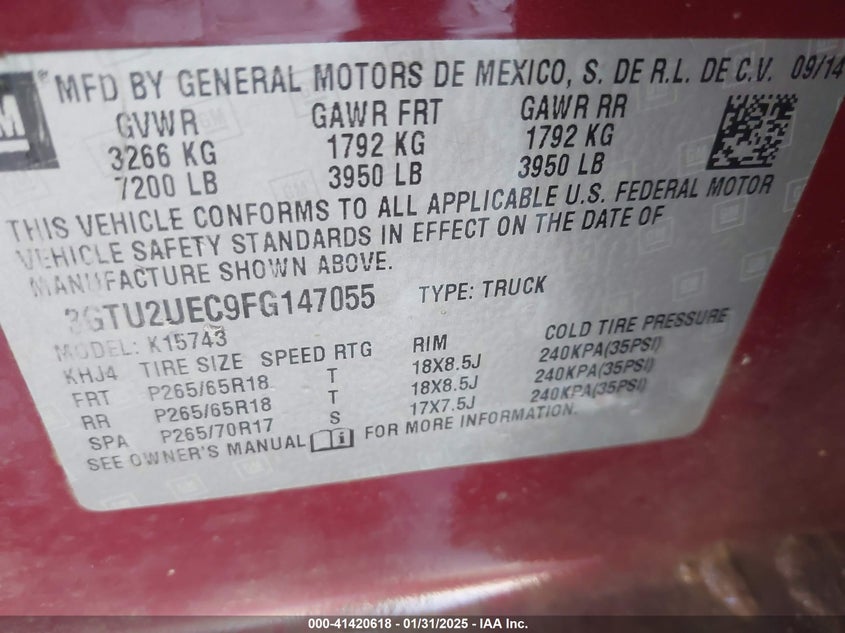 M ® MFD BY GENERAL MOTORS DE MEXICO, S. DE R.L. DE C.V. 09/14
GVWR GAWR FRT GAWR RR
3266 KG 1792 KG 1792 KG
7200 LB 3950 LB 3950 LB
THIS VEHICLE CONFORMS TO ALL APPLICABLE U.S. FEDERAL MOTOR
VEHICLE SAFETY STANDARDS IN EFFECT ON THE DATE OF
MANUFACTURE SHOWN ABOVE.
3GTU2UEC9FG147055 TYPE: TRUCK
MODEL: K15743
KHJ4 TIRE SIZE SPEED RTG RIM COLD TIRE PRESSURE
FRT P265/65R18 T 18X8.5J 240KPA(35PSI)
RR P265/65R18 T 18X8.5J 240KPA(35PSI)
SPA P265/70R17 S 17X7.5J 240KPA(35PSI)
SEE OWNER'S MANUAL i FOR MORE INFORMATION.
000-41420618 - 01/31/2025 - IAA Inc.